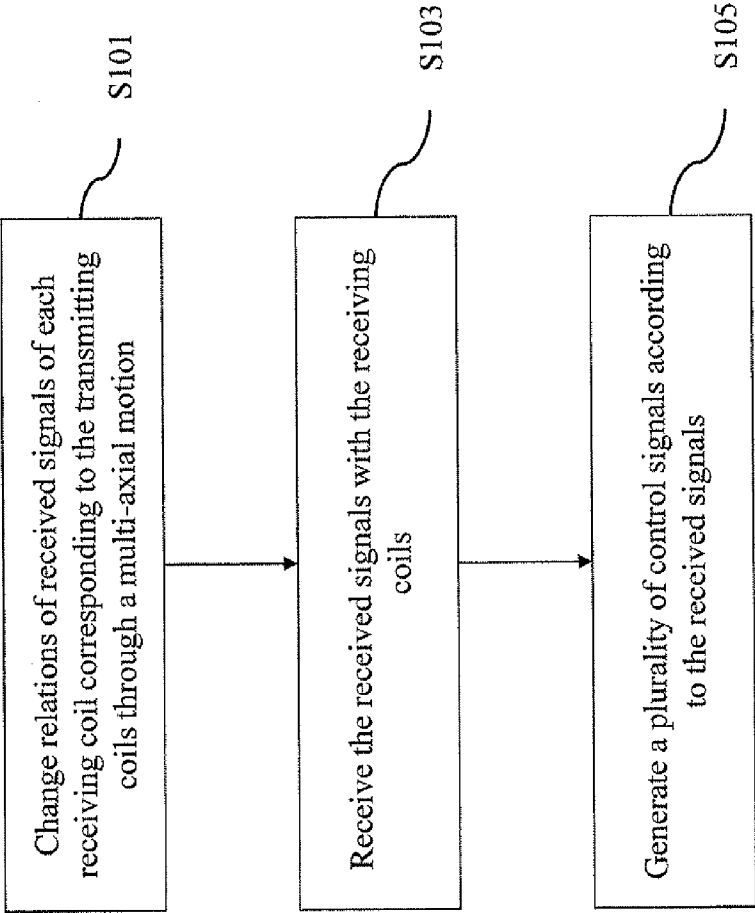 Change relations of received signals of each
receiving coil corresponding to the transmitting
coils through a multi-axial motion
S101
Receive the received signals with the receiving
coils
S103
Generate a plurality of control signals according
to the received signals
S105